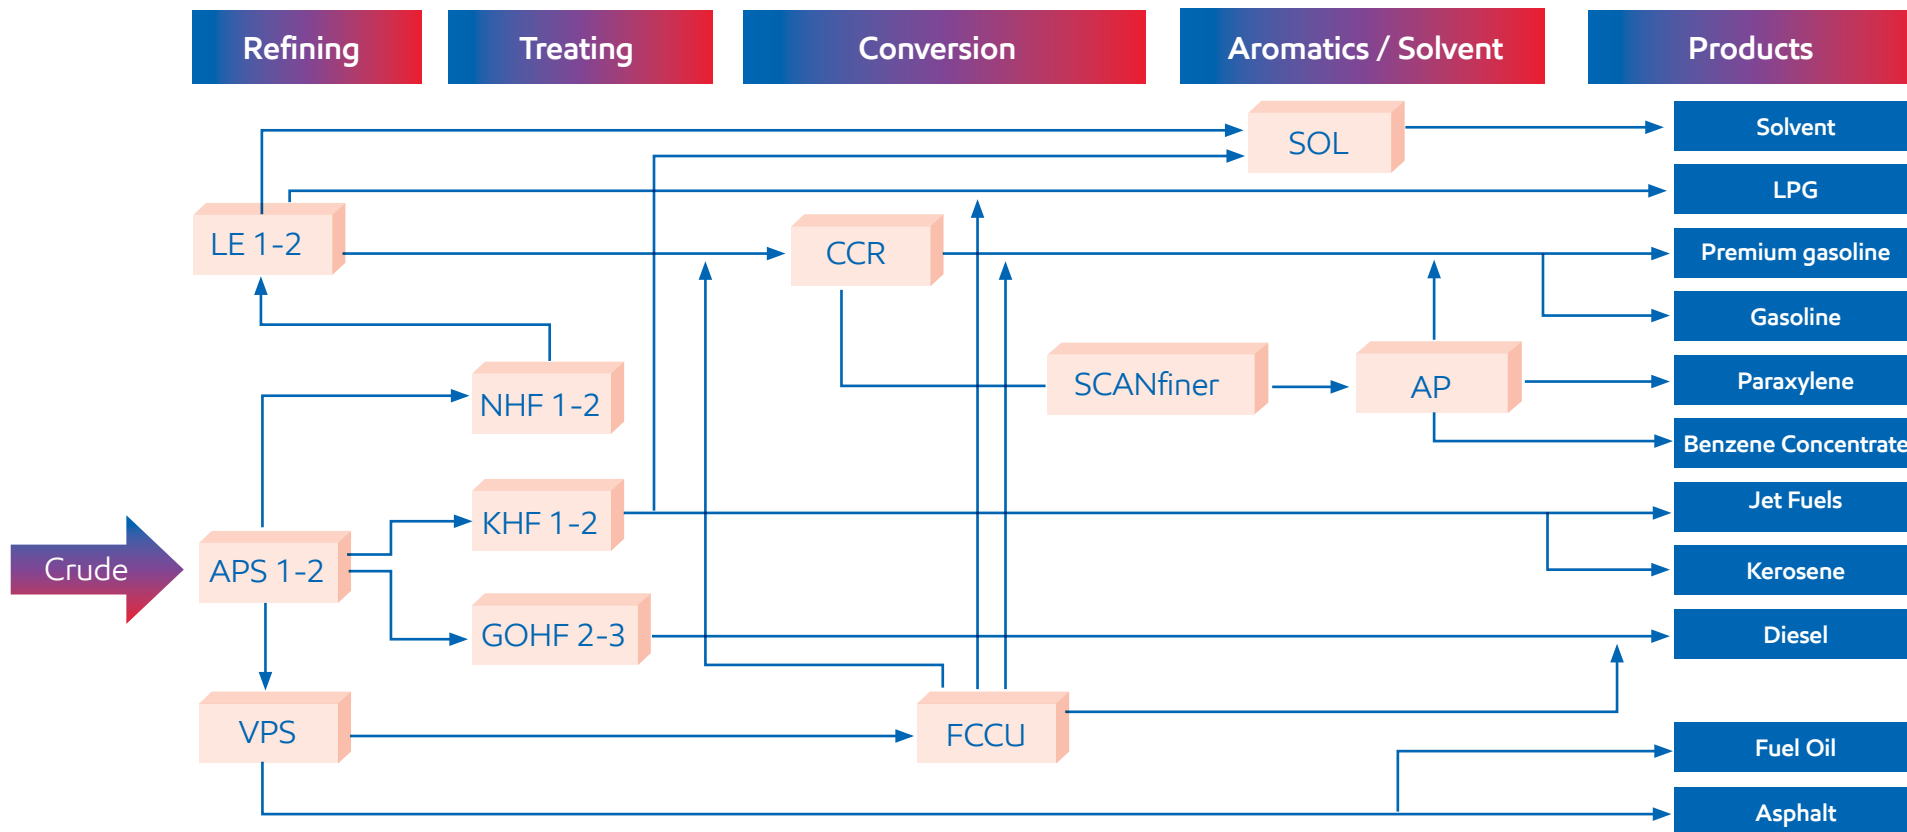 Refining
Treating
Conversion
Aromatics / Solvent
Products
SOL
Solvent
LPG
LE 1-2
CCR
Premium gasoline
Gasoline
SCANfiner
AP
Paraxylene
NHF 1-2
Benzene Concentrate
KHF 1-2
Jet Fuels
Crude
APS 1-2
Kerosene
GOHF 2-3
Diesel
VPS
FCCU
Fuel Oil
Asphalt